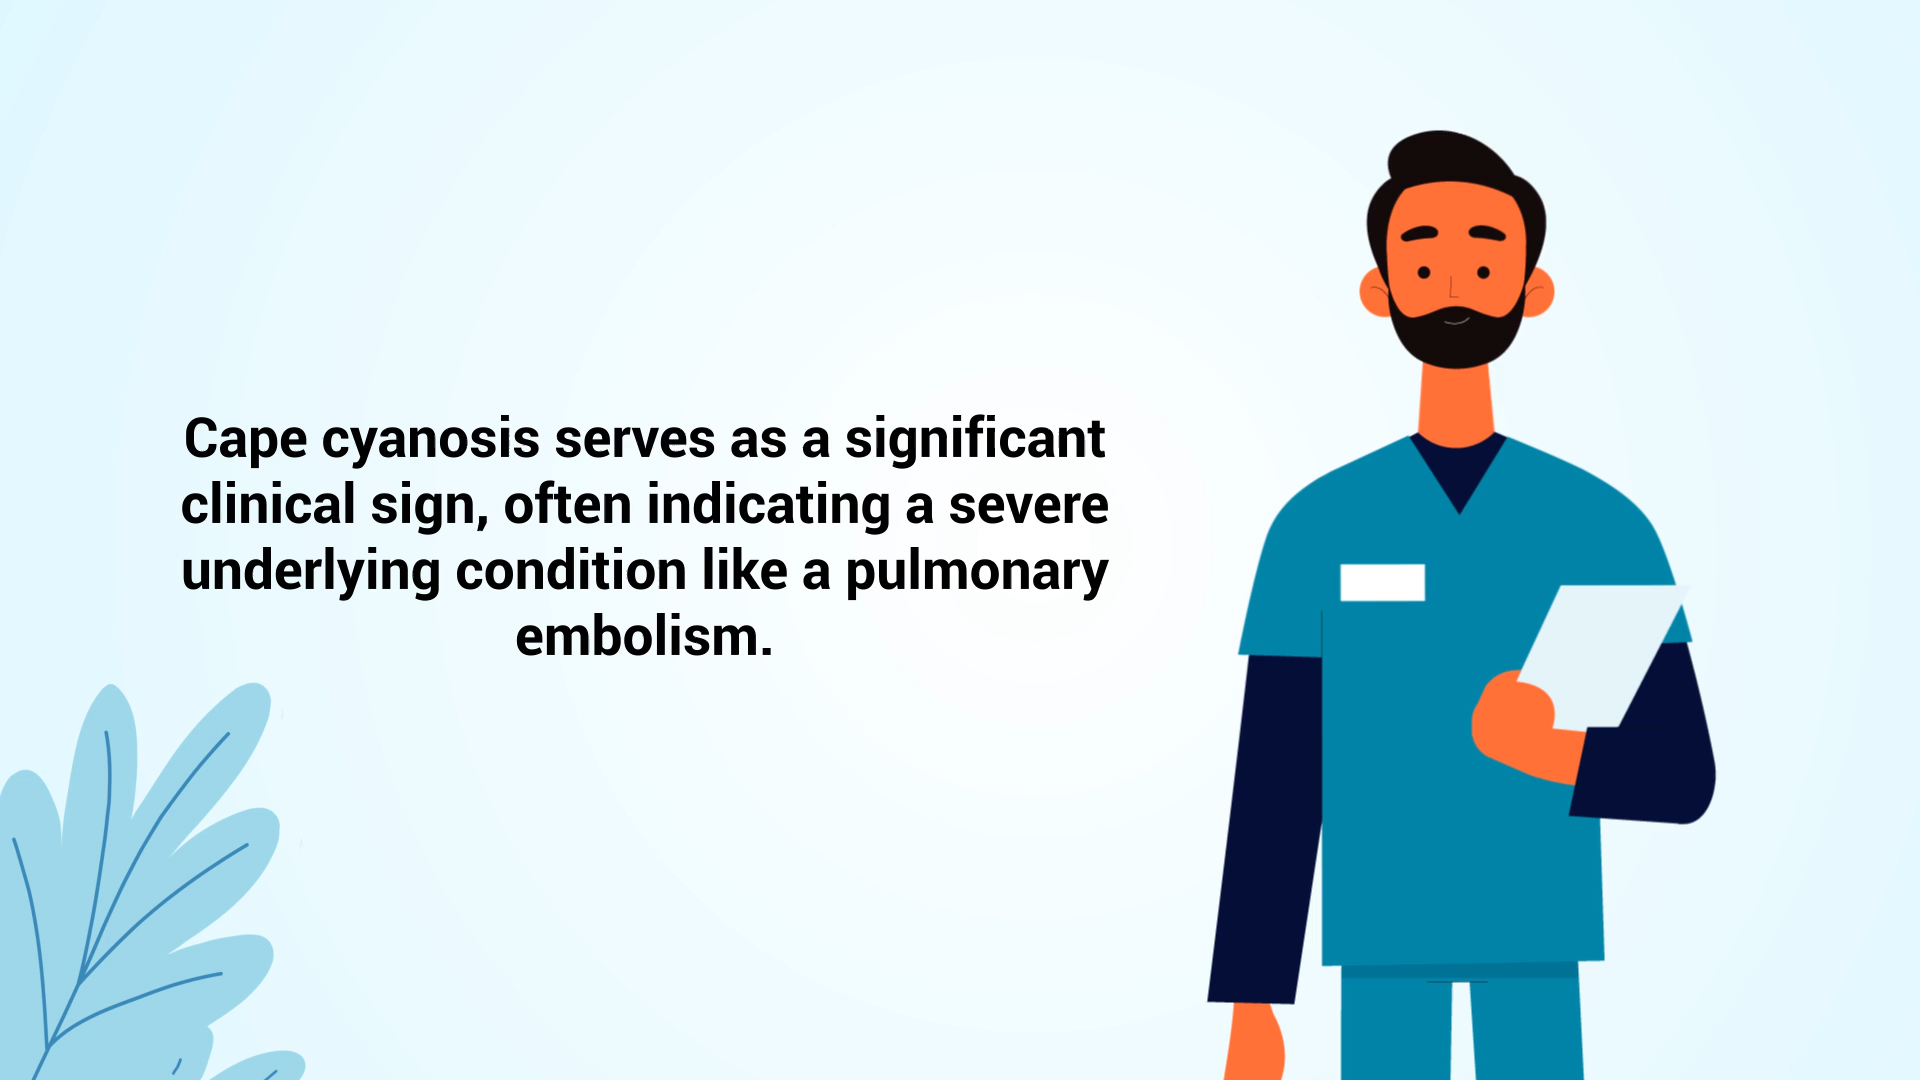 Cape cyanosis serves as a significant
clinical sign, often indicating a severe
underlying condition like a pulmonary
embolism.